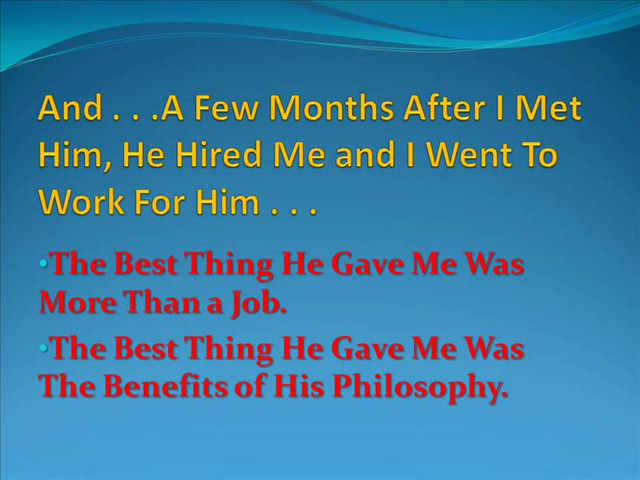 And . . .A Few Months After I Met
Him, He Hired Me and I Went To
Work For Him . . .
•The Best Thing He Gave Me Was
More Than a Job.
•The Best Thing He Gave Me Was
The Benefits of His Philosophy.